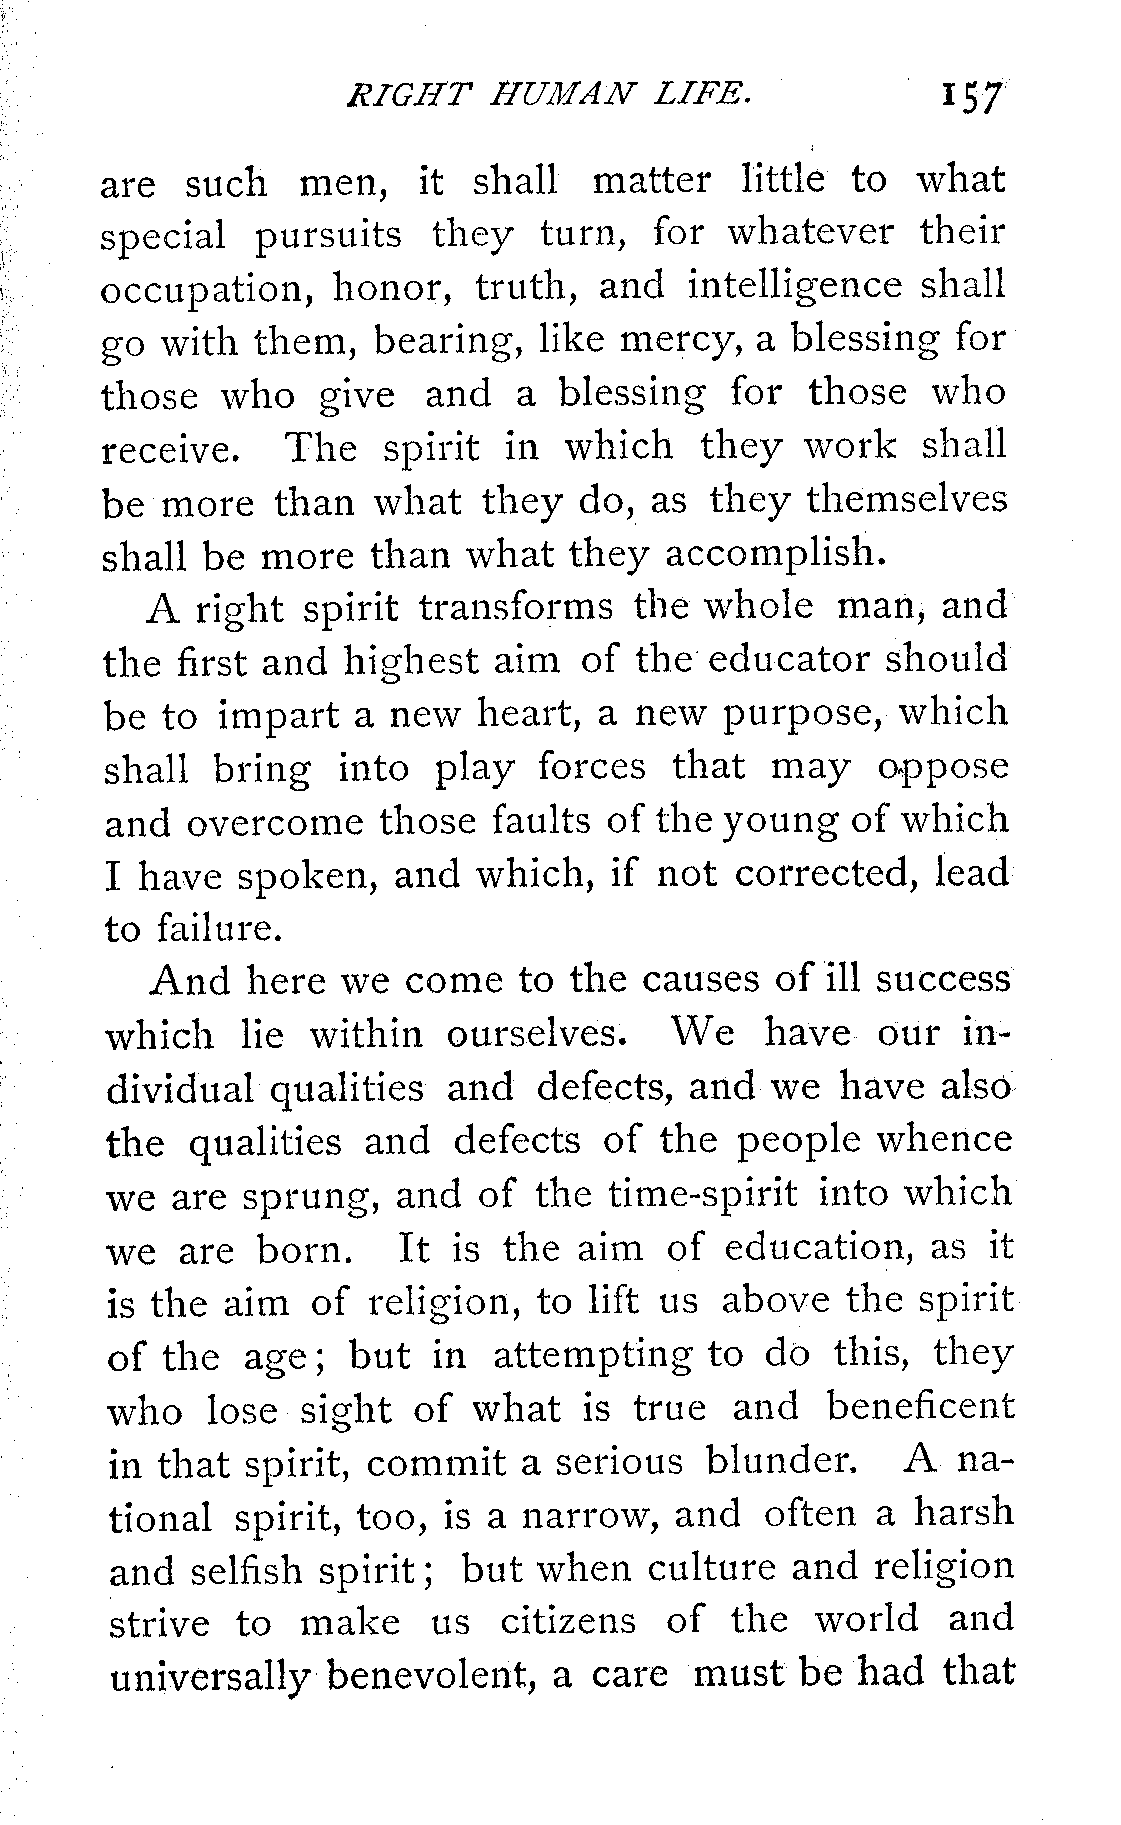 RIGHT HUMAN LIFE. 157
are such men, it shall matter little to what
special pursuits they turn, for whatever their
occupation, honor, truth, and intelligence shall
go with them, bearing, like mercy, a blessing for
those who give and a blessing for those who
receive. The spirit in which they work shall
be more than what they do, as they themselves
shall be more than what they accomplish.
A right spirit transforms the whole man, and
the first and highest aim of the educator should
be to impart a new heart, a new purpose, which
shall bring into play forces that may oppose
and overcome those faults of the young of which
I have spoken, and which, if not corrected, lead
to failure.
And here we come to the causes of ill success
which lie within ourselves. We have our in-
dividual qualities and defects, and we have also
the qualities and defects of the people whence
we are sprung, and of the time-spirit into which
we are born. It is the aim of education, as it
is the aim of religion, to lift us above the spirit
of the age; but in attempting to do this, they
who lose sight of what is true and beneficent
in that spirit, commit a serious blunder. A na-
tional spirit, too, is a narrow, and often a harsh
and selfish spirit; but when culture and religion
strive to make us citizens of the world and
universally benevolent, a care must be had that